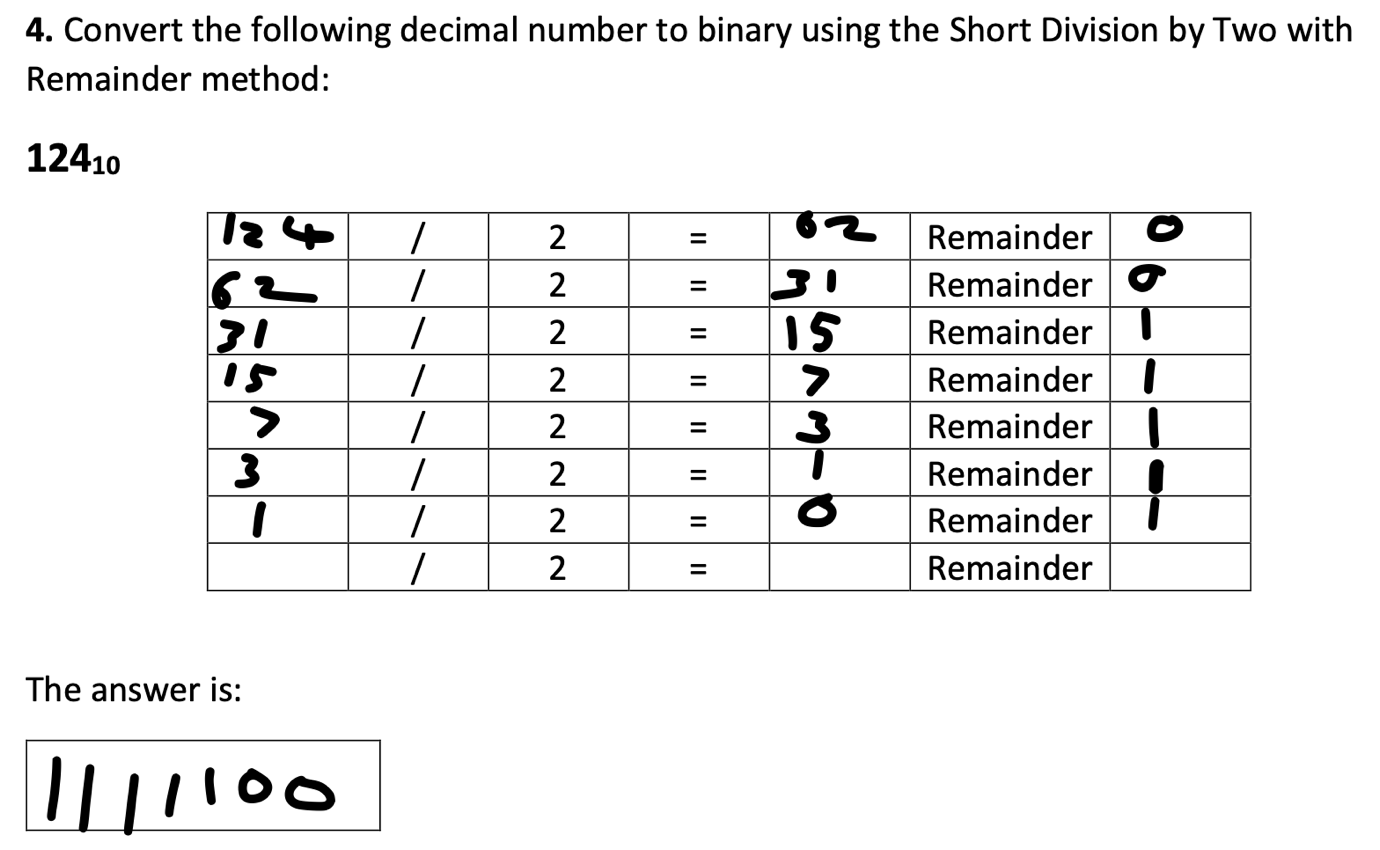 4. Convert the following decimal number to binary using the Short Division by Two with
Remainder method:
124₁₀
124 / 2 = 62 Remainder 0
62 / 2 = 31 Remainder 0
31 / 2 = 15 Remainder 1
15 / 2 = 7 Remainder 1
7 / 2 = 3 Remainder 1
3 / 2 = 1 Remainder 1
1 / 2 = 0 Remainder 1
/ 2 = Remainder
The answer is:
1111100